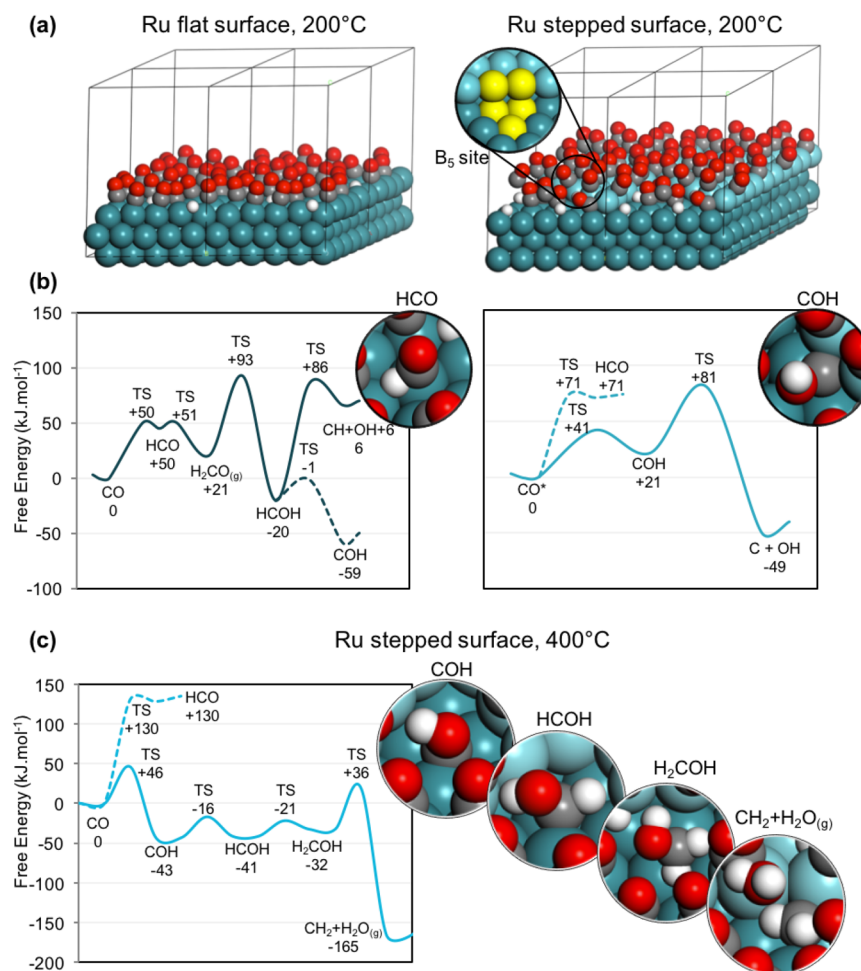 (a)
Ru flat surface, 200°C
Ru stepped surface, 200°C
B5 site
(b)
HCO
COH
Free Energy (kJ.mol-1)
150
100
50
0
-50
-100
CO
0
TS
+50
HCO
+50
TS
+51
H2CO(g)
+21
TS
+93
HCOH
-20
TS
+86
CH+OH+6
6
TS
-1
COH
-59
CO*
0
TS
+71
HCO
+71
TS
+41
COH
+21
TS
+81
C + OH
-49
(c)
Ru stepped surface, 400°C
Free Energy (kJ.mol-1)
150
100
50
0
-50
-100
-150
-200
CO
0
TS
+130
HCO
+130
TS
+46
COH
-43
TS
-16
HCOH
-41
TS
-21
H2COH
-32
TS
+36
CH2+H2O(g)
-165
COH
HCOH
H2COH
CH2+H2O(g)